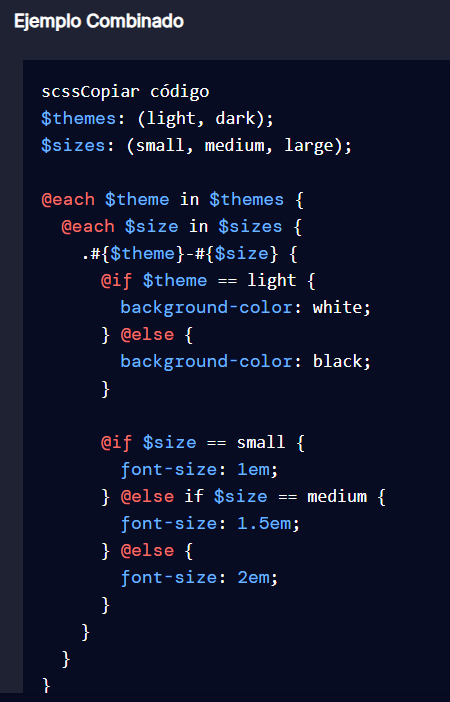 Ejemplo Combinado
scssCopiar código
$themes: (light, dark);
$sizes: (small, medium, large);
@each $theme in $themes {
@each $size in $sizes {
.#{$theme}-#{$size} {
@if $theme == light {
background-color: white;
} @else {
background-color: black;
}
@if $size == small {
font-size: 1em;
} @else if $size == medium {
font-size: 1.5em;
} @else {
font-size: 2em;
}
}
}
}